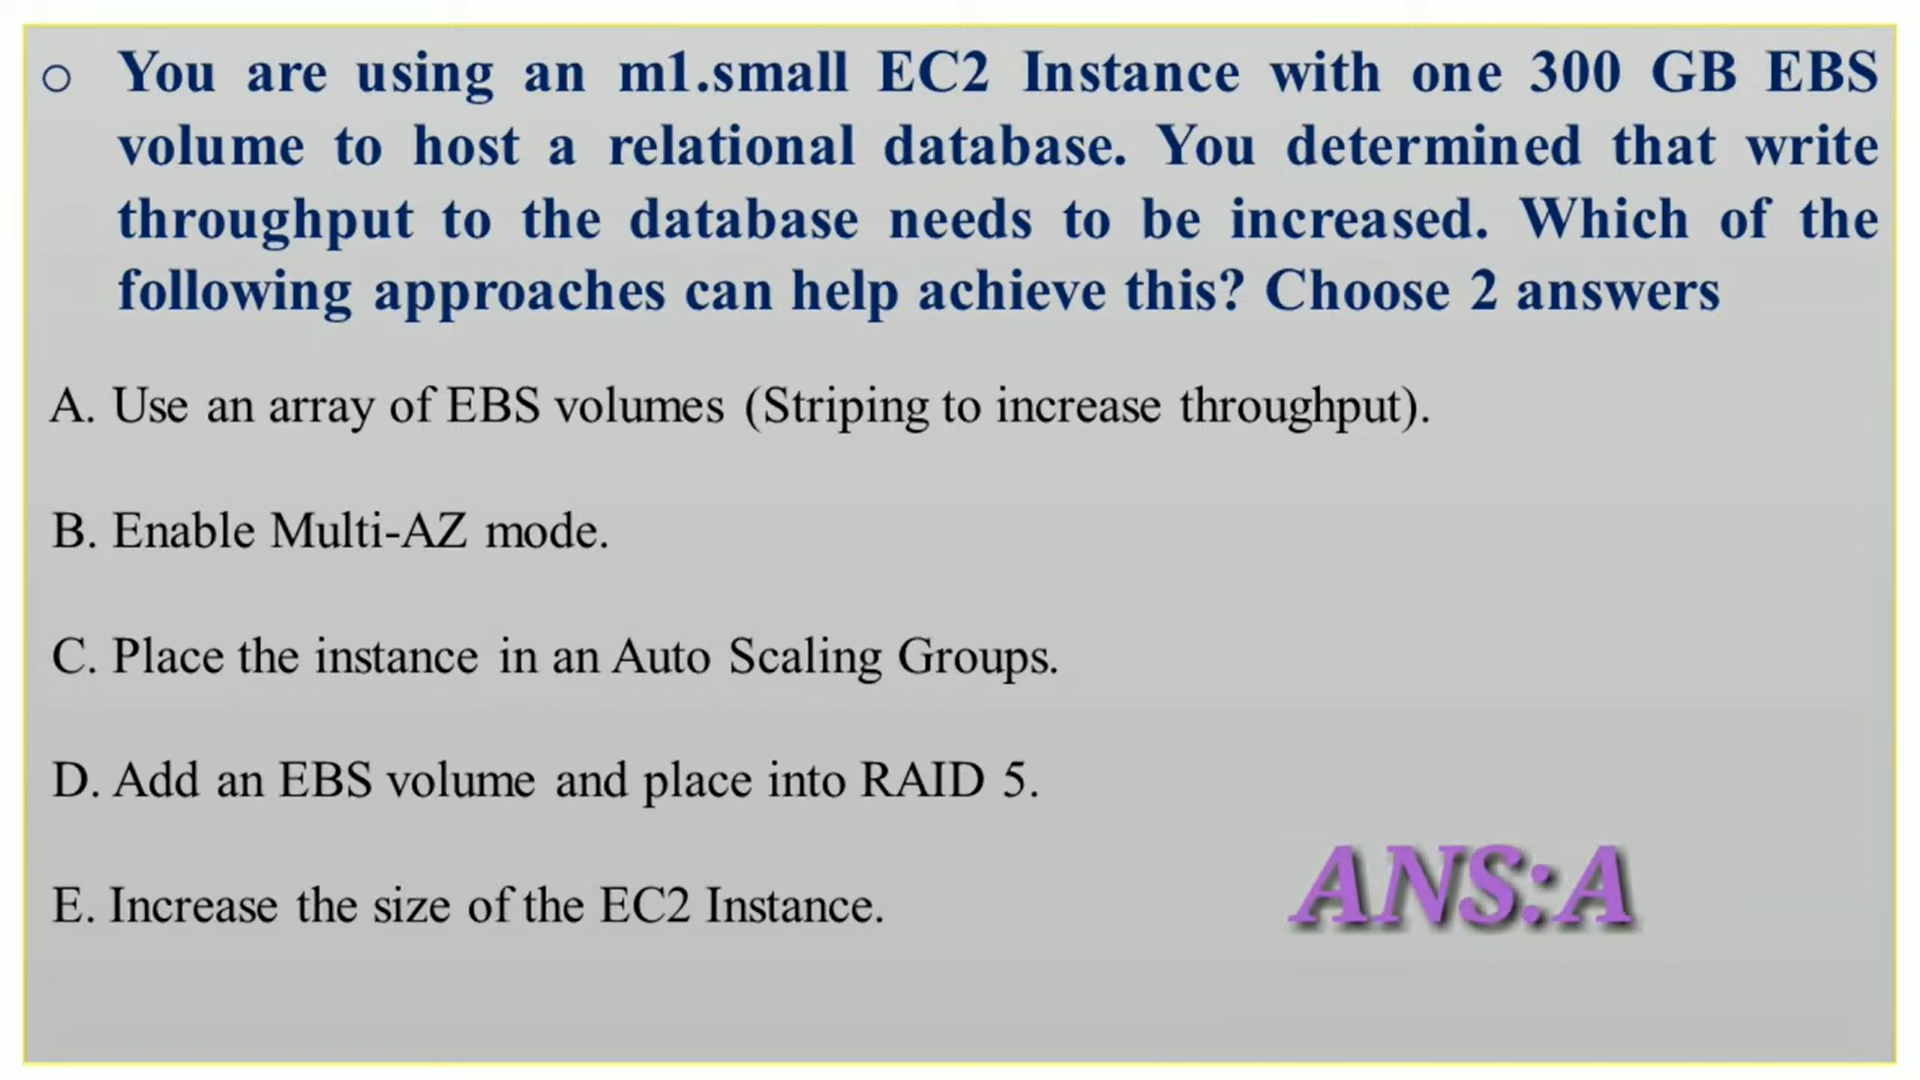 o You are using an m1.small EC2 Instance with one 300 GB EBS
volume to host a relational database. You determined that write
throughput to the database needs to be increased. Which of the
following approaches can help achieve this? Choose 2 answers
A. Use an array of EBS volumes (Striping to increase throughput).
B. Enable Multi-AZ mode.
C. Place the instance in an Auto Scaling Groups.
D. Add an EBS volume and place into RAID 5.
E. Increase the size of the EC2 Instance.
ANS:A